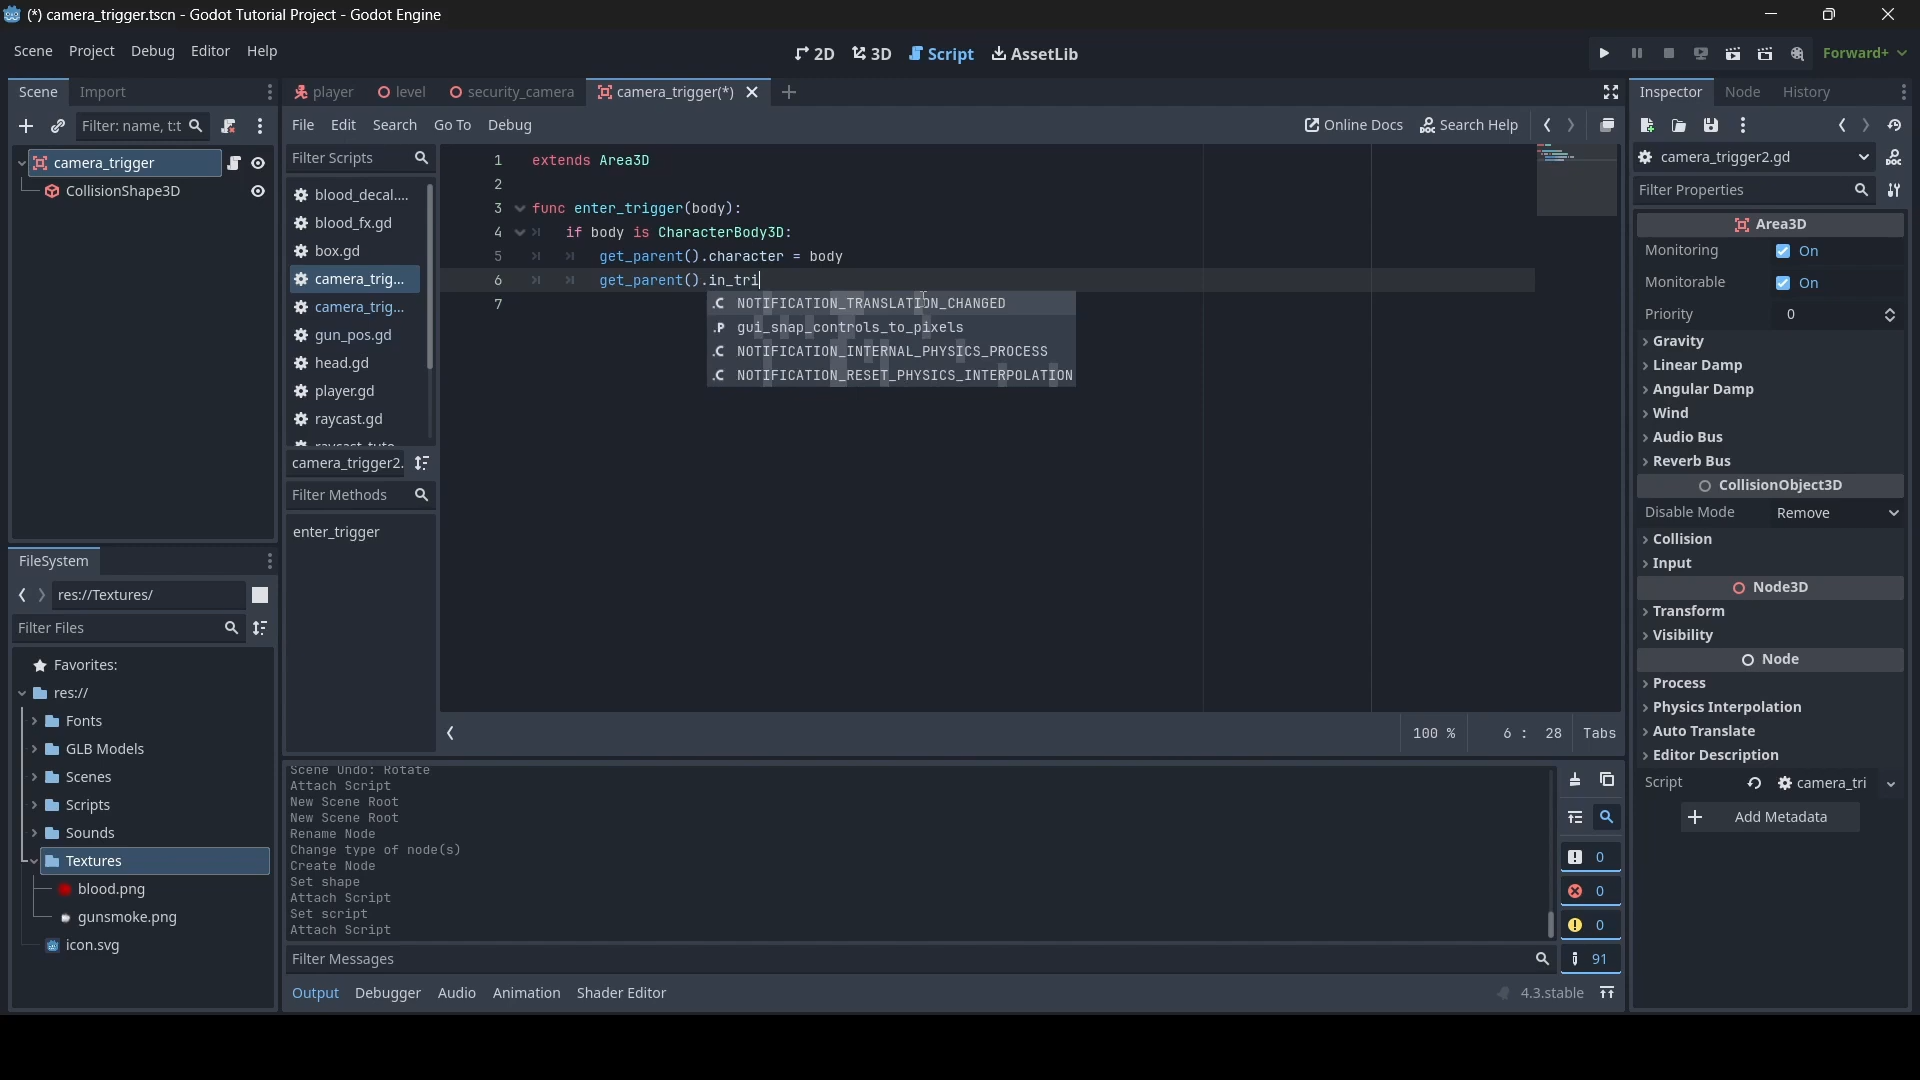 (*) camera_trigger.tscn - Godot Tutorial Project - Godot Engine
Scene Project Debug Editor Help
2D 3D Script AssetLib
Forward+
Scene Import
Filter: name, t:t
camera_trigger
CollisionShape3D
FileSystem
res://Textures/
Filter Files
Favorites:
res://
Fonts
GLB Models
Scenes
Scripts
Sounds
Textures
blood.png
gunsmoke.png
icon.svg
player level security_camera camera_trigger(*)
File Edit Search Go To Debug
Online Docs Search Help
Filter Scripts
blood_decal....
blood_fx.gd
box.gd
camera_trig...
camera_trig...
gun_pos.gd
head.gd
player.gd
raycast.gd
camera_trigger2.
Filter Methods
enter_trigger
1 extends Area3D
2
3 func enter_trigger(body):
4 if body is CharacterBody3D:
5 get_parent().character = body
6 get_parent().in_tri
7
.C NOTIFICATION_TRANSLATION_CHANGED
.P gui_snap_controls_to_pixels
.C NOTIFICATION_INTERNAL_PHYSICS_PROCESS
.C NOTIFICATION_RESET_PHYSICS_INTERPOLATION
100 % 6 : 28 Tabs
Scene Undo: Rotate
Attach Script
New Scene Root
New Scene Root
Rename Node
Change type of node(s)
Create Node
Set shape
Attach Script
Set script
Attach Script
0
0
0
91
Filter Messages
Output Debugger Audio Animation Shader Editor
4.3.stable
Inspector Node History
camera_trigger2.gd
Filter Properties
Area3D
Monitoring On
Monitorable On
Priority 0
Gravity
Linear Damp
Angular Damp
Wind
Audio Bus
Reverb Bus
CollisionObject3D
Disable Mode Remove
Collision
Input
Node3D
Transform
Visibility
Node
Process
Physics Interpolation
Auto Translate
Editor Description
Script camera_tri
Add Metadata